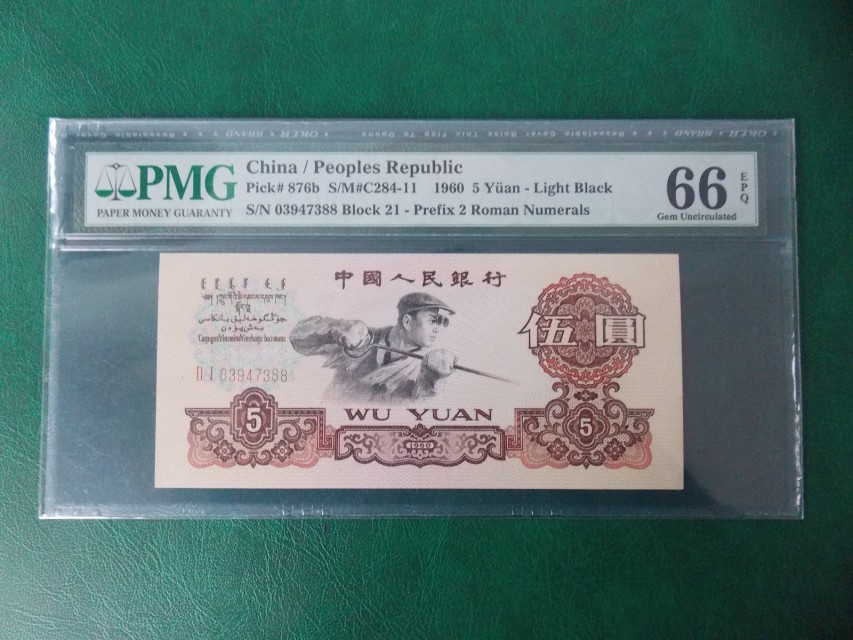 PMG
PAPER MONEY GUARANTY
China / Peoples Republic
Pick# 876b S/M#C284-11 1960 5 Yüan - Light Black
S/N 03947388 Block 21 - Prefix 2 Roman Numerals
66 EPQ
Gem Uncirculated
中國人民銀行
伍圓
II I 03947388
WU YUAN
5
1960
5